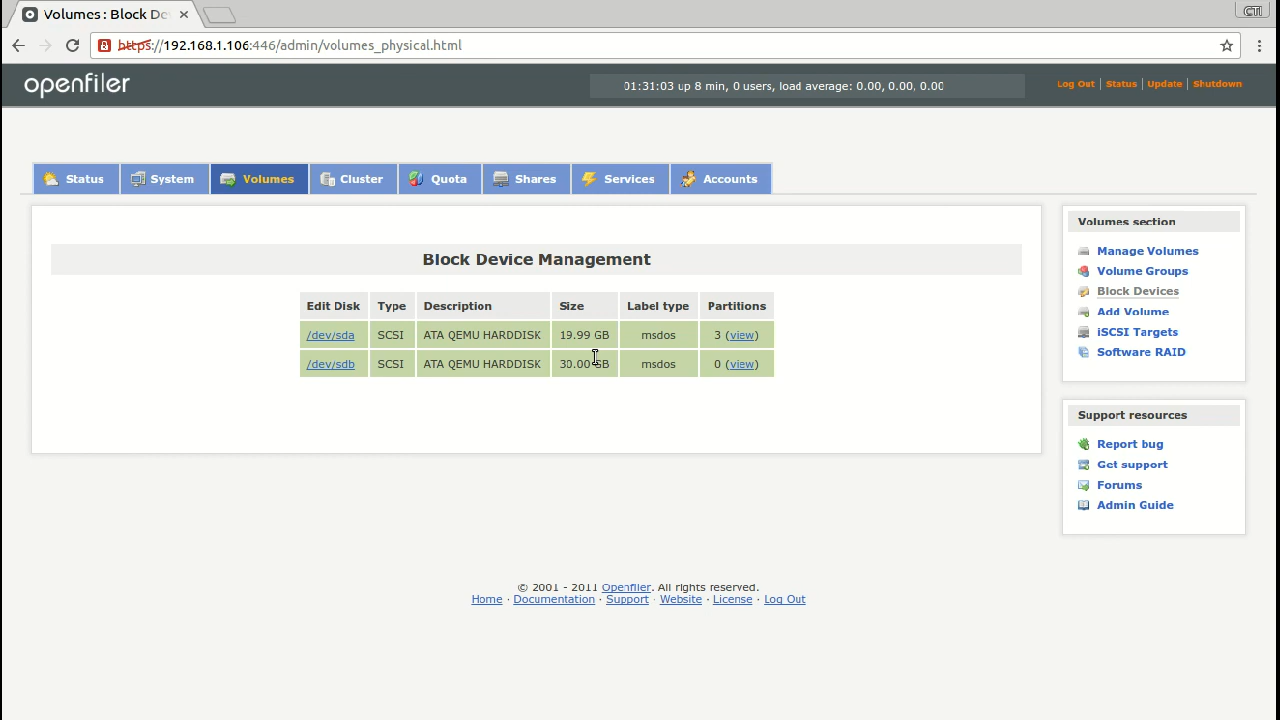 Volumes : Block De
CTI
https://192.168.1.106:446/admin/volumes_physical.html
openfiler
01:31:03 up 8 min, 0 users, load average: 0.00, 0.00, 0.00
Log Out | Status | Update | Shutdown
Status System Volumes Cluster Quota Shares Services Accounts
Block Device Management
Edit Disk Type Description Size Label type Partitions
/dev/sda SCSI ATA QEMU HARDDISK 19.99 GB msdos 3 (view)
/dev/sdb SCSI ATA QEMU HARDDISK 30.00 GB msdos 0 (view)
Volumes section
Manage Volumes
Volume Groups
Block Devices
Add Volume
iSCSI Targets
Software RAID
Support resources
Report bug
Get support
Forums
Admin Guide
© 2001 - 2011 Openfiler. All rights reserved.
Home · Documentation · Support · Website · License · Log Out